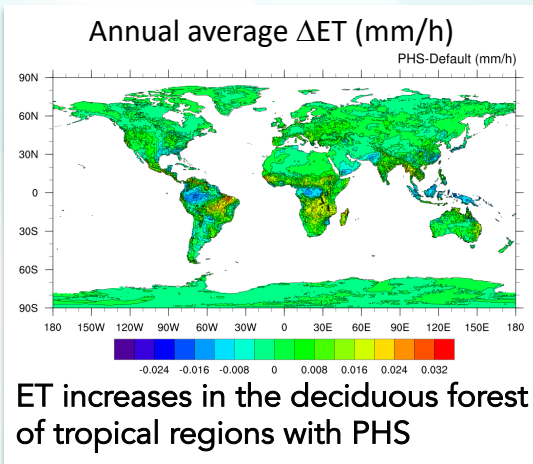 Annual average ΔET (mm/h)
PHS-Default (mm/h)
90N
60N
30N
0
30S
60S
90S
180 150W 120W 90W 60W 30W 0 30E 60E 90E 120E 150E 180
-0.024 -0.016 -0.008 0 0.008 0.016 0.024 0.032
ET increases in the deciduous forest
of tropical regions with PHS